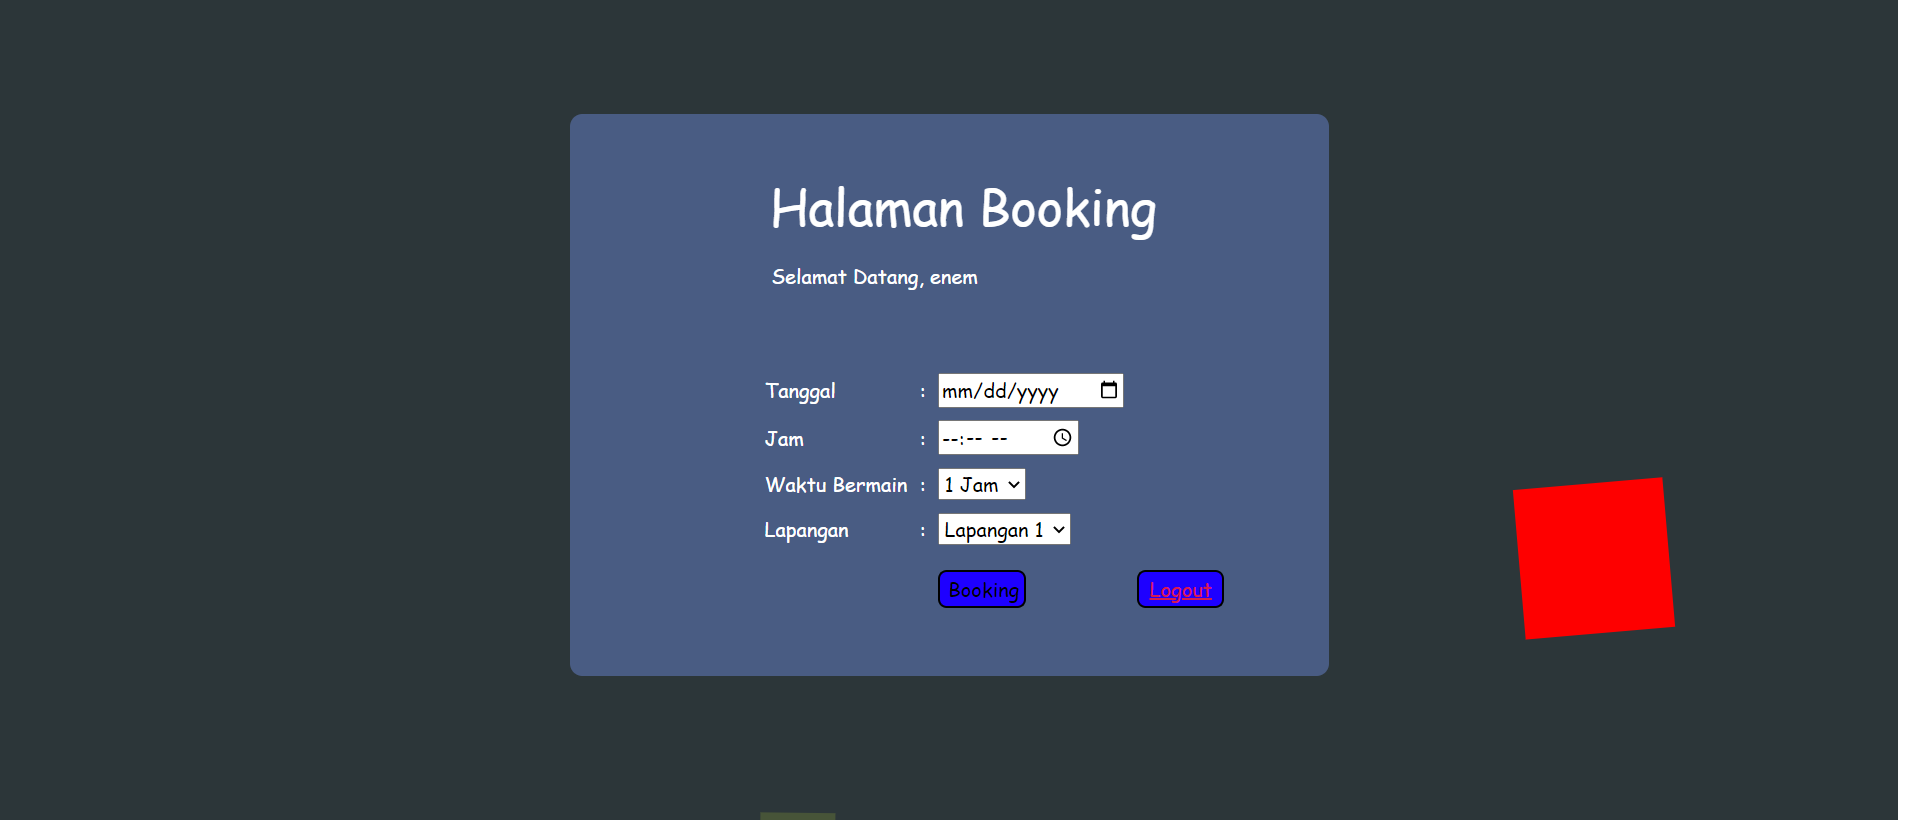 Halaman Booking
Selamat Datang, enem
Tanggal : mm/dd/yyyy
Jam : --:-- --
Waktu Bermain : 1 Jam
Lapangan : Lapangan 1
Booking Logout